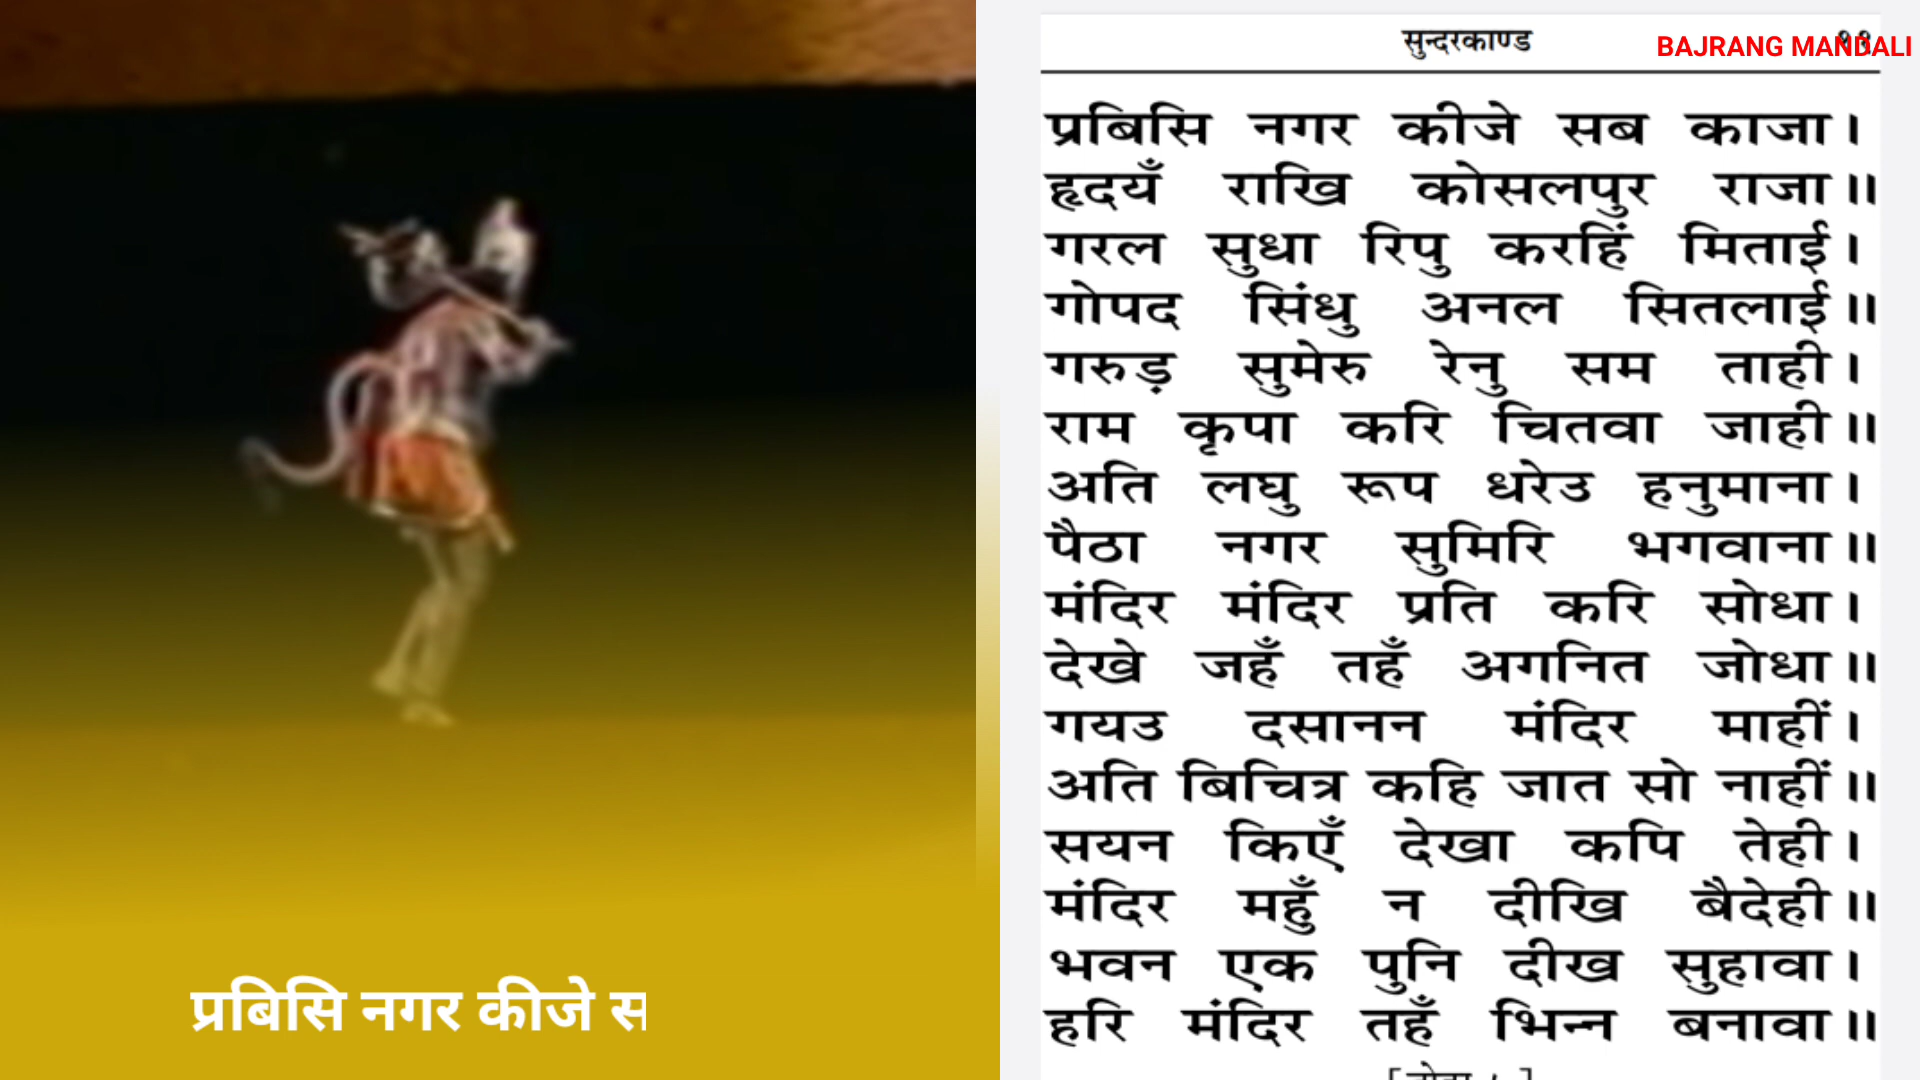 सुन्दरकाण्ड
BAJRANG MANDALI
प्रबिसि नगर कीजे सब काजा।
हृदयँ राखि कोसलपुर राजा॥
गरल सुधा रिपु करहिं मिताई।
गोपद सिंधु अनल सितलाई॥
गरुड़ सुमेरु रेनु सम ताही।
राम कृपा करि चितवा जाही॥
अति लघु रूप धरेउ हनुमाना।
पैठा नगर सुमिरि भगवाना॥
मंदिर मंदिर प्रति करि सोधा।
देखे जहँ तहँ अगनित जोधा॥
गयउ दसानन मंदिर माहीं।
अति बिचित्र कहि जात सो नाहीं॥
सयन किएँ देखा कपि तेही।
मंदिर महुँ न दीखि बैदेही॥
भवन एक पुनि दीख सुहावा।
हरि मंदिर तहँ भिन्न बनावा॥
प्रबिसि नगर कीजे स